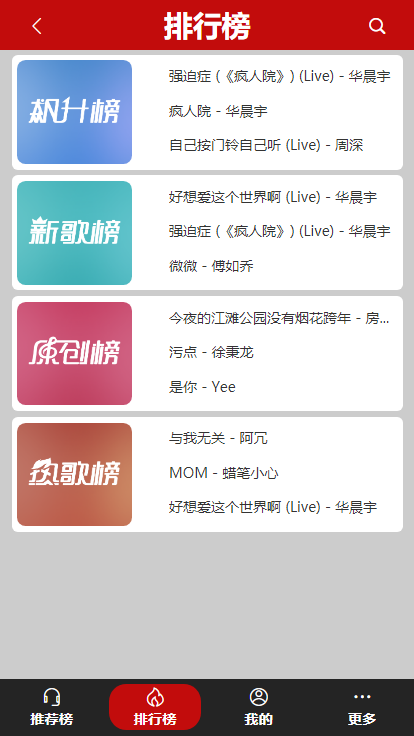 排行榜
飙升榜
强迫症 (《疯人院》) (Live) - 华晨宇
疯人院 - 华晨宇
自己按门铃自己听 (Live) - 周深
新歌榜
好想爱这个世界啊 (Live) - 华晨宇
强迫症 (《疯人院》) (Live) - 华晨宇
微微 - 傅如乔
原创榜
今夜的江滩公园没有烟花跨年 - 房...
污点 - 徐秉龙
是你 - Yee
热歌榜
与我无关 - 阿冗
MOM - 蜡笔小心
好想爱这个世界啊 (Live) - 华晨宇
推荐榜
排行榜
我的
更多